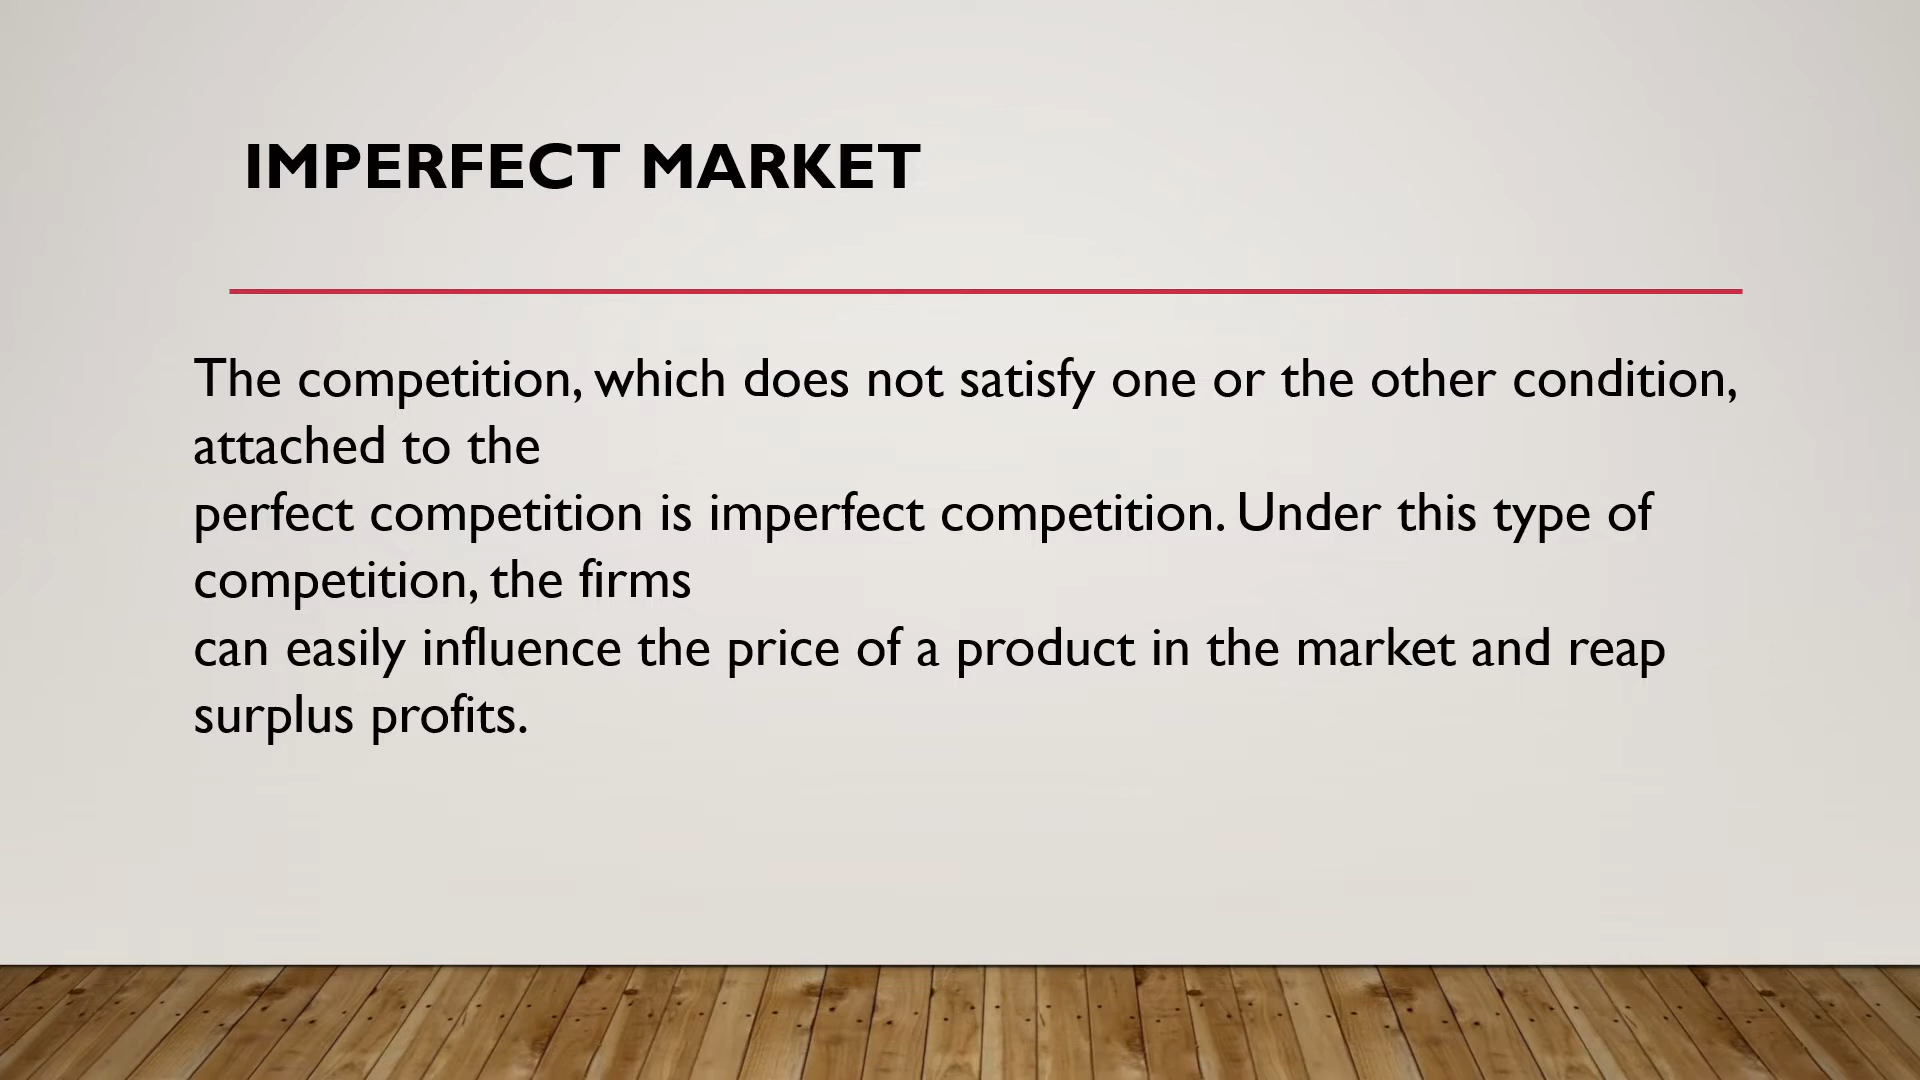 IMPERFECT MARKET
The competition, which does not satisfy one or the other condition,
attached to the
perfect competition is imperfect competition. Under this type of
competition, the firms
can easily influence the price of a product in the market and reap
surplus profits.